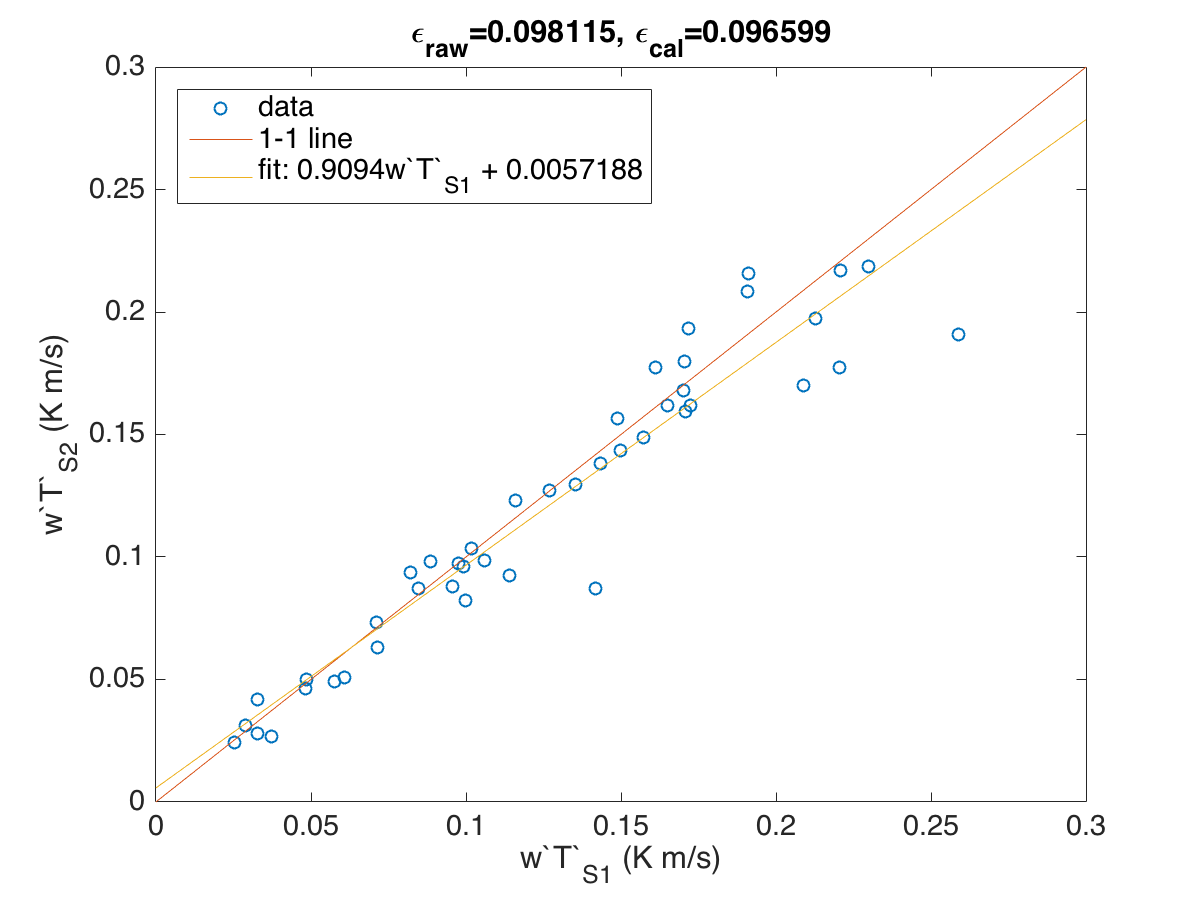 ϵraw=0.098115, ϵcal=0.096599
0.3
0.25
0.2
0.15
0.1
0.05
0
data
1-1 line
fit: 0.9094w`T`S1 + 0.0057188
w`T`S2 (K m/s)
0 0.05 0.1 0.15 0.2 0.25 0.3
w`T`S1 (K m/s)